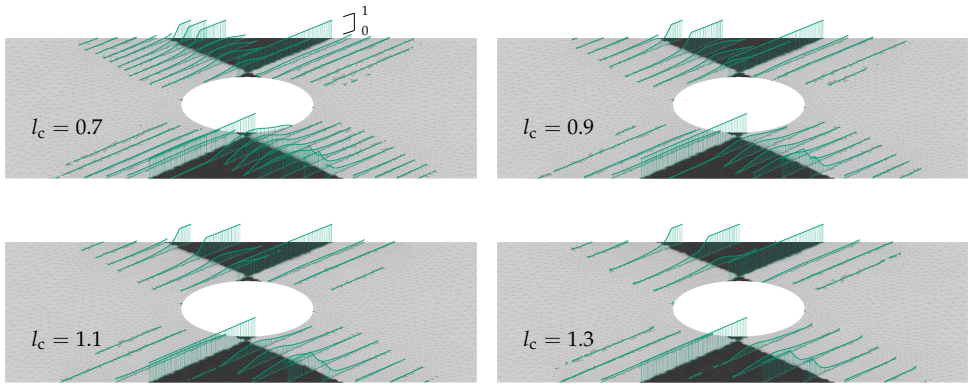 1
0
l_c = 0.7
l_c = 0.9
l_c = 1.1
l_c = 1.3